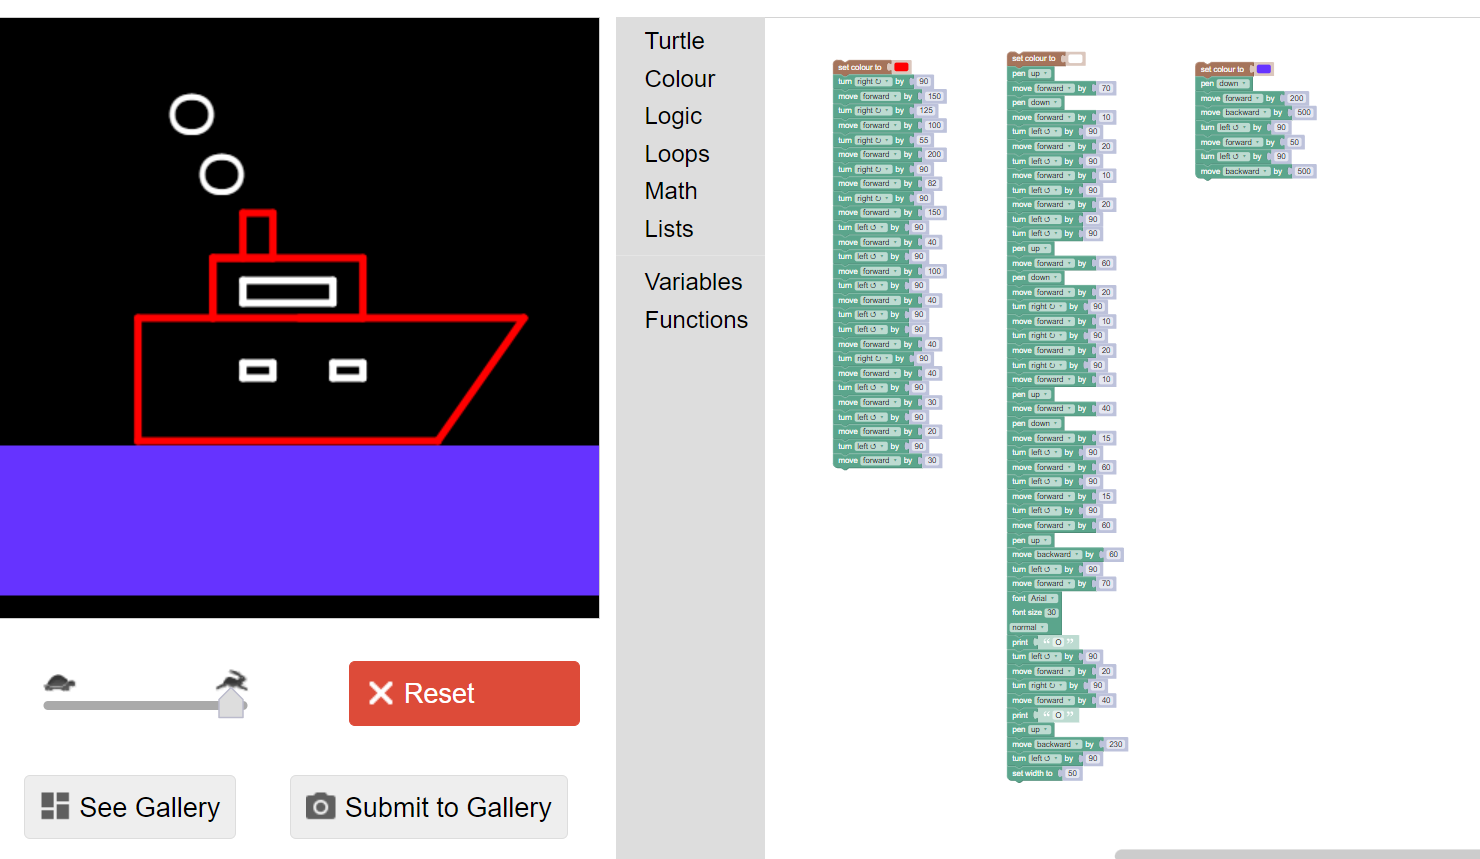 Turtle
Colour
Logic
Loops
Math
Lists
Variables
Functions
set colour to
turn right ↻ by 90
move forward by 150
turn right ↻ by 125
move forward by 100
turn right ↻ by 55
move forward by 200
turn right ↻ by 90
move forward by 82
turn right ↻ by 90
move forward by 150
turn left ↺ by 90
move forward by 40
turn left ↺ by 90
move forward by 100
turn left ↺ by 90
move forward by 40
turn left ↺ by 90
turn left ↺ by 90
move forward by 40
turn right ↻ by 90
move forward by 40
turn left ↺ by 90
move forward by 30
turn left ↺ by 90
move forward by 20
turn left ↺ by 90
move forward by 30
set colour to
pen up
move forward by 70
pen down
move forward by 10
turn left ↺ by 90
move forward by 20
turn left ↺ by 90
move forward by 10
turn left ↺ by 90
move forward by 20
turn left ↺ by 90
turn left ↺ by 90
pen up
move forward by 60
pen down
move forward by 20
turn right ↻ by 90
move forward by 10
turn right ↻ by 90
move forward by 20
turn right ↻ by 90
move forward by 10
pen up
move forward by 40
pen down
move forward by 15
turn left ↺ by 90
move forward by 60
turn left ↺ by 90
move forward by 15
turn left ↺ by 90
move forward by 60
pen up
move backward by 60
turn left ↺ by 90
move forward by 70
font Arial
font size 30
normal
print “ O ”
turn left ↺ by 90
move forward by 20
turn right ↻ by 90
move forward by 40
print “ O ”
pen up
move backward by 230
turn left ↺ by 90
set width to 50
set colour to
pen down
move forward by 200
move backward by 500
turn left ↺ by 90
move forward by 50
turn left ↺ by 90
move backward by 500
O
O
Reset
See Gallery
Submit to Gallery